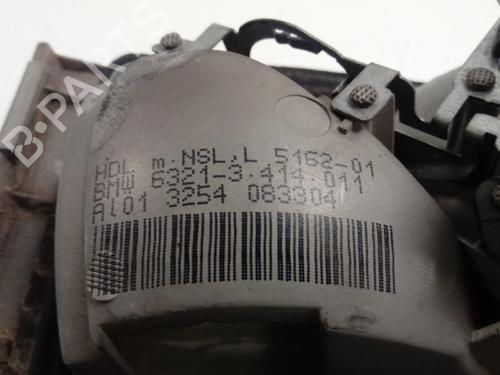 B-PARTS
HDL m.NSL,L 5162-01
BMW 6321-3.414.011
Al01 3254 083304